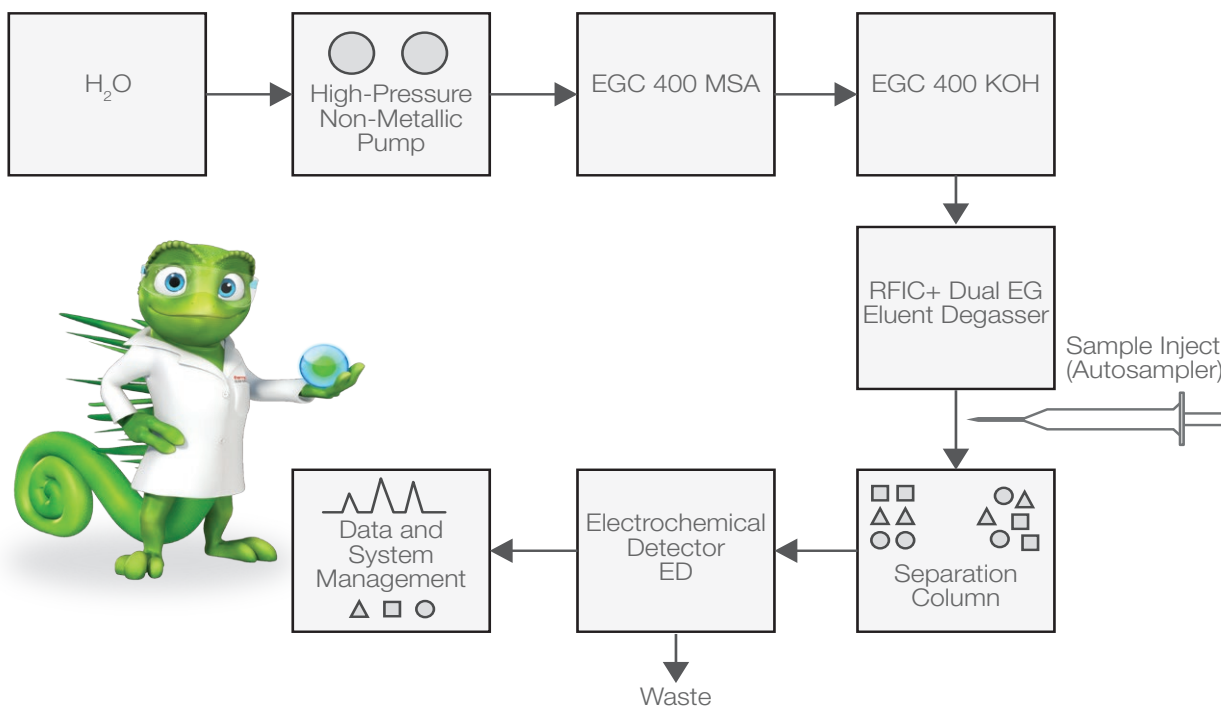 H₂O
High-Pressure
Non-Metallic
Pump
EGC 400 MSA
EGC 400 KOH
RFIC+ Dual EG
Eluent Degasser
Sample Inject
(Autosampler)
Separation
Column
Electrochemical
Detector
ED
Data and
System
Management
Waste